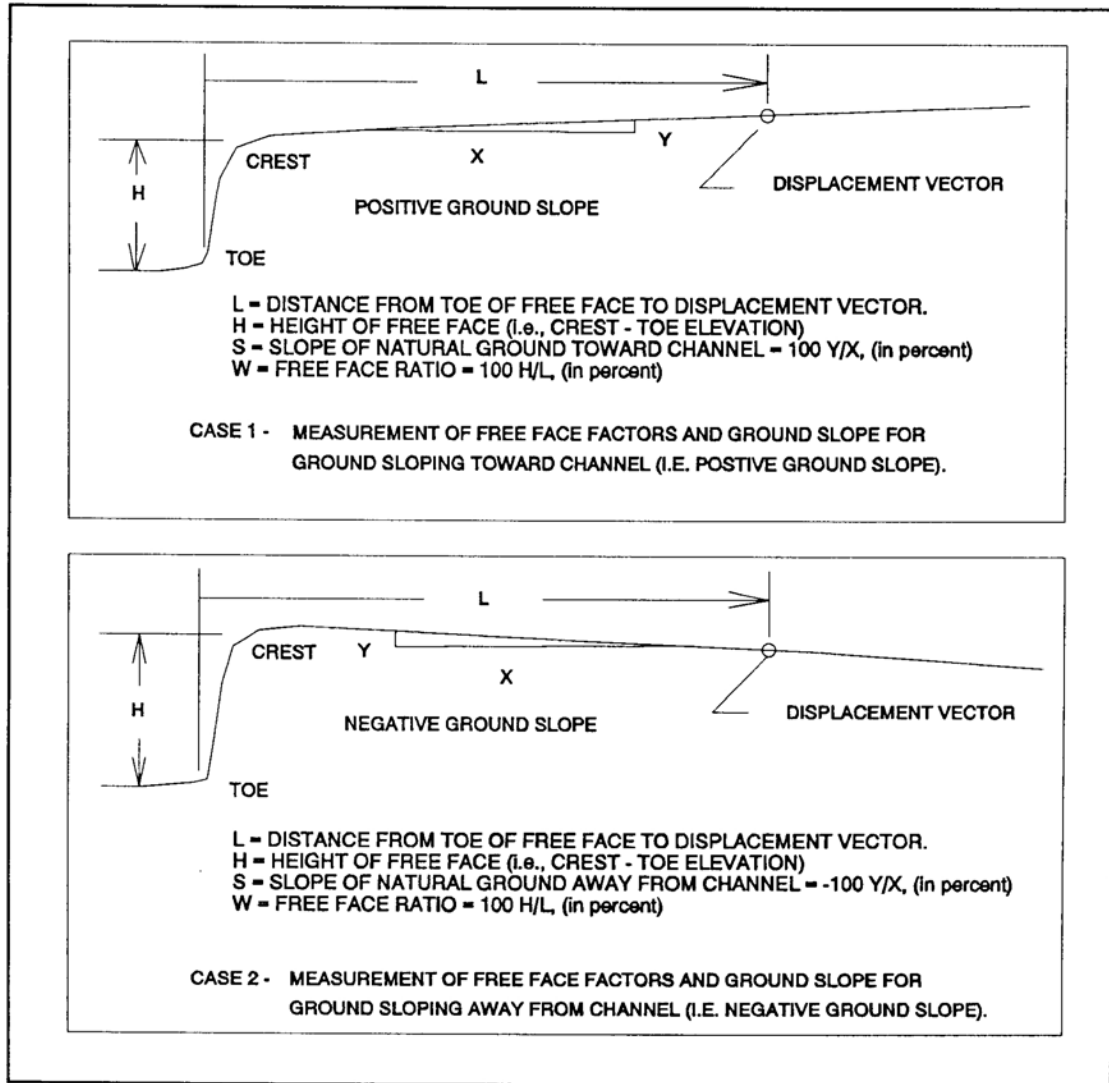 L
CREST
Y
X
H
DISPLACEMENT VECTOR
POSITIVE GROUND SLOPE
TOE
L = DISTANCE FROM TOE OF FREE FACE TO DISPLACEMENT VECTOR.
H = HEIGHT OF FREE FACE (i.e., CREST - TOE ELEVATION)
S = SLOPE OF NATURAL GROUND TOWARD CHANNEL = 100 Y/X, (in percent)
W = FREE FACE RATIO = 100 H/L, (in percent)
CASE 1 - MEASUREMENT OF FREE FACE FACTORS AND GROUND SLOPE FOR
GROUND SLOPING TOWARD CHANNEL (I.E. POSTIVE GROUND SLOPE).
L
CREST
Y
X
H
DISPLACEMENT VECTOR
NEGATIVE GROUND SLOPE
TOE
L = DISTANCE FROM TOE OF FREE FACE TO DISPLACEMENT VECTOR.
H = HEIGHT OF FREE FACE (i.e., CREST - TOE ELEVATION)
S = SLOPE OF NATURAL GROUND AWAY FROM CHANNEL = -100 Y/X, (in percent)
W = FREE FACE RATIO = 100 H/L, (in percent)
CASE 2 - MEASUREMENT OF FREE FACE FACTORS AND GROUND SLOPE FOR
GROUND SLOPING AWAY FROM CHANNEL (I.E. NEGATIVE GROUND SLOPE).